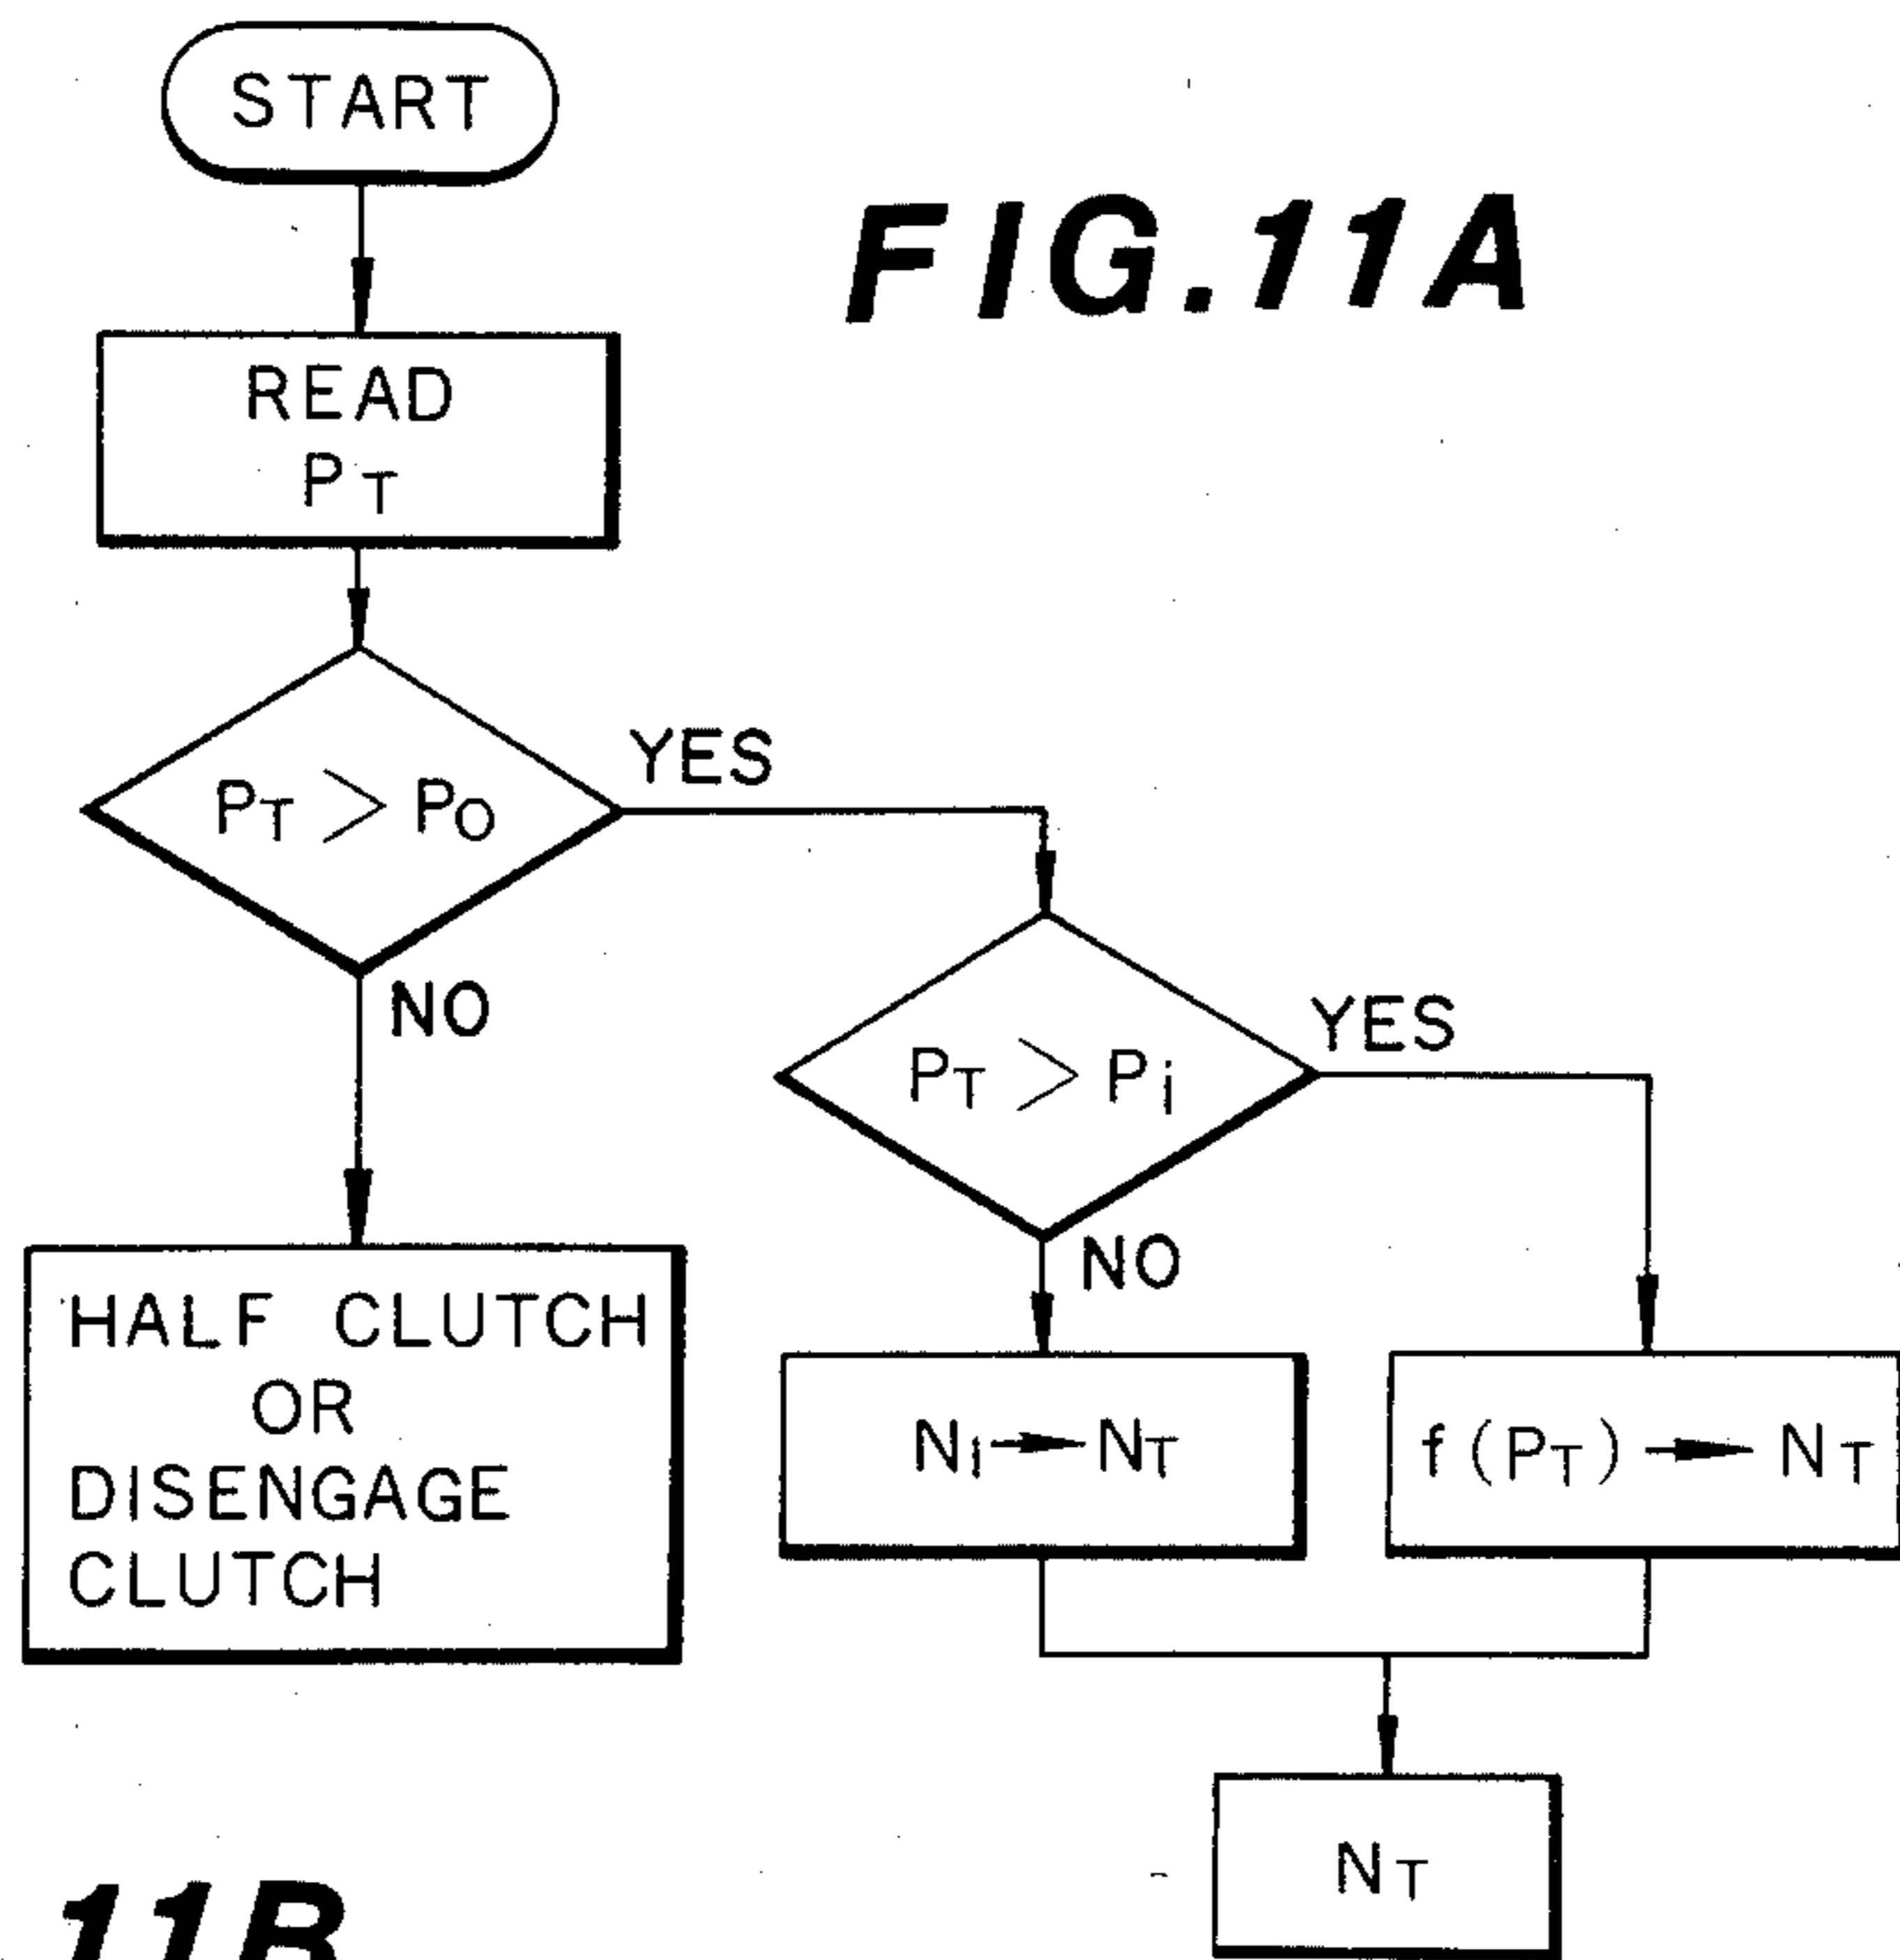 START
FIG.11A
READ
PT
PT > PO
YES
NO
PT > Pi
YES
NO
HALF CLUTCH
OR
DISENGAGE
CLUTCH
Ni → NT
f(PT) → NT
NT
11B